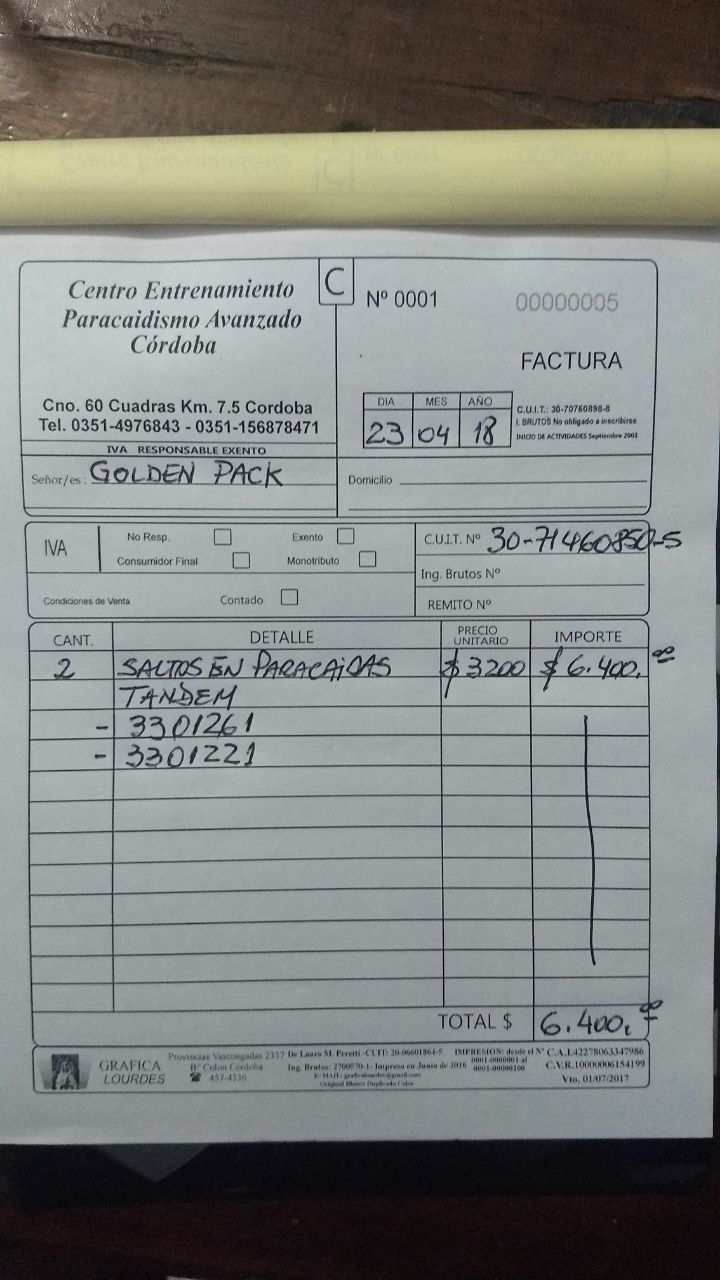 Centro Entrenamiento
Paracaidismo Avanzado
Córdoba
C
Nº 0001
00000005
FACTURA
Cno. 60 Cuadras Km. 7.5 Cordoba
Tel. 0351-4976843 - 0351-156878471
DIA MES AÑO
23 04 18
C.U.I.T.: 30-70760898-8
I. BRUTOS No obligado a inscribirse
INICIO DE ACTIVIDADES Septiembre 2001
IVA RESPONSABLE EXENTO
Señor/es: GOLDEN PACK
Domicilio
IVA
No Resp. Exento
Consumidor Final Monotributo
C.U.I.T. Nº 30-71460850-5
Ing. Brutos Nº
Condiciones de Venta Contado
REMITO Nº
CANT. DETALLE PRECIO UNITARIO IMPORTE
2 SALTOS EN PARACAIDAS $3200 $6.400,00
TANDEM
- 3301261
- 3301221
TOTAL $ 6.400,00
GRAFICA
LOURDES
Provincias Vascongadas 2337
Bº Colon Cordoba
457-4536
De Lauro M. Peretti -CUIT: 20-06601864-5
Ing. Brutos: 2700570-1- Impreso en Junio de 2016
E-MAIL: graficalourdes@gmail.com
Original Blanco Duplicado Color
IMPRESION: desde el Nº
0001-00000001 al
0001-00000100
C.A.I.42278063347986
C.V.R.10000006154199
Vto. 01/07/2017